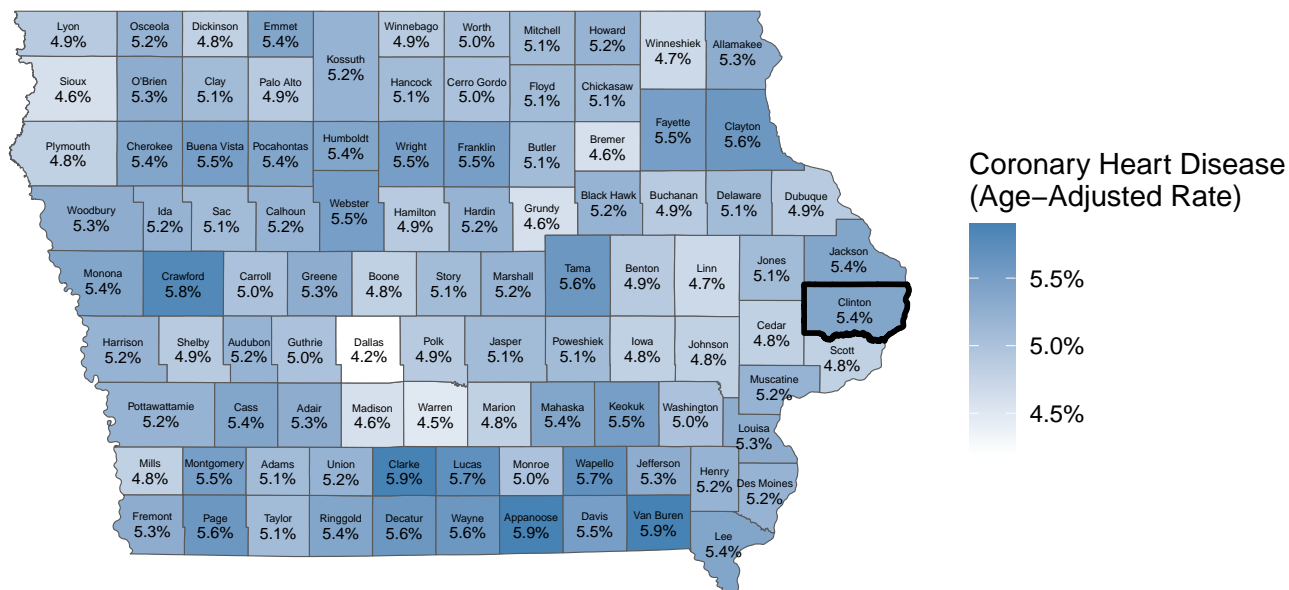 Lyon
4.9%
Osceola
5.2%
Dickinson
4.8%
Emmet
5.4%
Kossuth
5.2%
Winnebago
4.9%
Worth
5.0%
Mitchell
5.1%
Howard
5.2%
Winneshiek
4.7%
Allamakee
5.3%
Sioux
4.6%
O'Brien
5.3%
Clay
5.1%
Palo Alto
4.9%
Hancock
5.1%
Cerro Gordo
5.0%
Floyd
5.1%
Chickasaw
5.1%
Fayette
5.5%
Clayton
5.6%
Plymouth
4.8%
Cherokee
5.4%
Buena Vista
5.5%
Pocahontas
5.4%
Humboldt
5.4%
Wright
5.5%
Franklin
5.5%
Butler
5.1%
Bremer
4.6%
Woodbury
5.3%
Ida
5.2%
Sac
5.1%
Calhoun
5.2%
Webster
5.5%
Hamilton
4.9%
Hardin
5.2%
Grundy
4.6%
Black Hawk
5.2%
Buchanan
4.9%
Delaware
5.1%
Dubuque
4.9%
Monona
5.4%
Crawford
5.8%
Carroll
5.0%
Greene
5.3%
Boone
4.8%
Story
5.1%
Marshall
5.2%
Tama
5.6%
Benton
4.9%
Linn
4.7%
Jones
5.1%
Jackson
5.4%
Clinton
5.4%
Harrison
5.2%
Shelby
4.9%
Audubon
5.2%
Guthrie
5.0%
Dallas
4.2%
Polk
4.9%
Jasper
5.1%
Poweshiek
5.1%
Iowa
4.8%
Johnson
4.8%
Cedar
4.8%
Scott
4.8%
Muscatine
5.2%
Pottawattamie
5.2%
Cass
5.4%
Adair
5.3%
Madison
4.6%
Warren
4.5%
Marion
4.8%
Mahaska
5.4%
Keokuk
5.5%
Washington
5.0%
Louisa
5.3%
Mills
4.8%
Montgomery
5.5%
Adams
5.1%
Union
5.2%
Clarke
5.9%
Lucas
5.7%
Monroe
5.0%
Wapello
5.7%
Jefferson
5.3%
Henry
5.2%
Des Moines
5.2%
Fremont
5.3%
Page
5.6%
Taylor
5.1%
Ringgold
5.4%
Decatur
5.6%
Wayne
5.6%
Appanoose
5.9%
Davis
5.5%
Van Buren
5.9%
Lee
5.4%
Coronary Heart Disease
(Age−Adjusted Rate)
5.5%
5.0%
4.5%